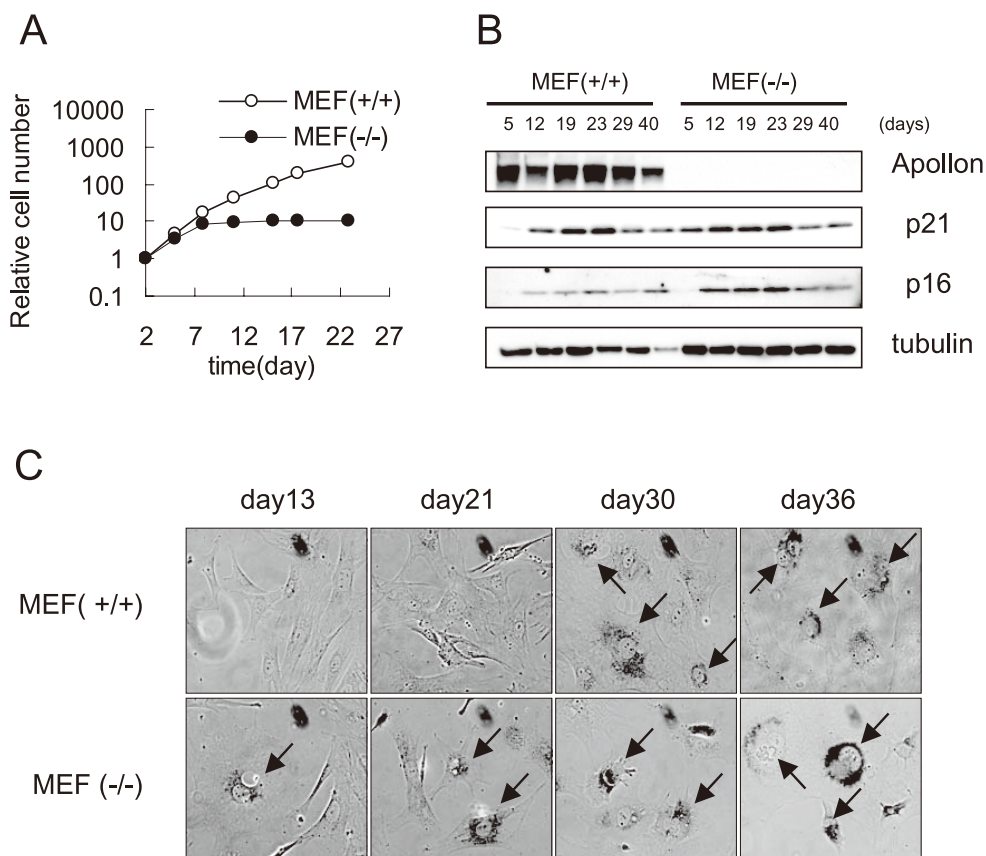 A
Relative cell number
10000
1000
100
10
1
0.1
MEF(+/+)
MEF(-/-)
2 7 12 17 22 27
time(day)
B
MEF(+/+) MEF(-/-)
5 12 19 23 29 40 5 12 19 23 29 40 (days)
Apollon
p21
p16
tubulin
C
day13 day21 day30 day36
MEF( +/+)
MEF (-/-)